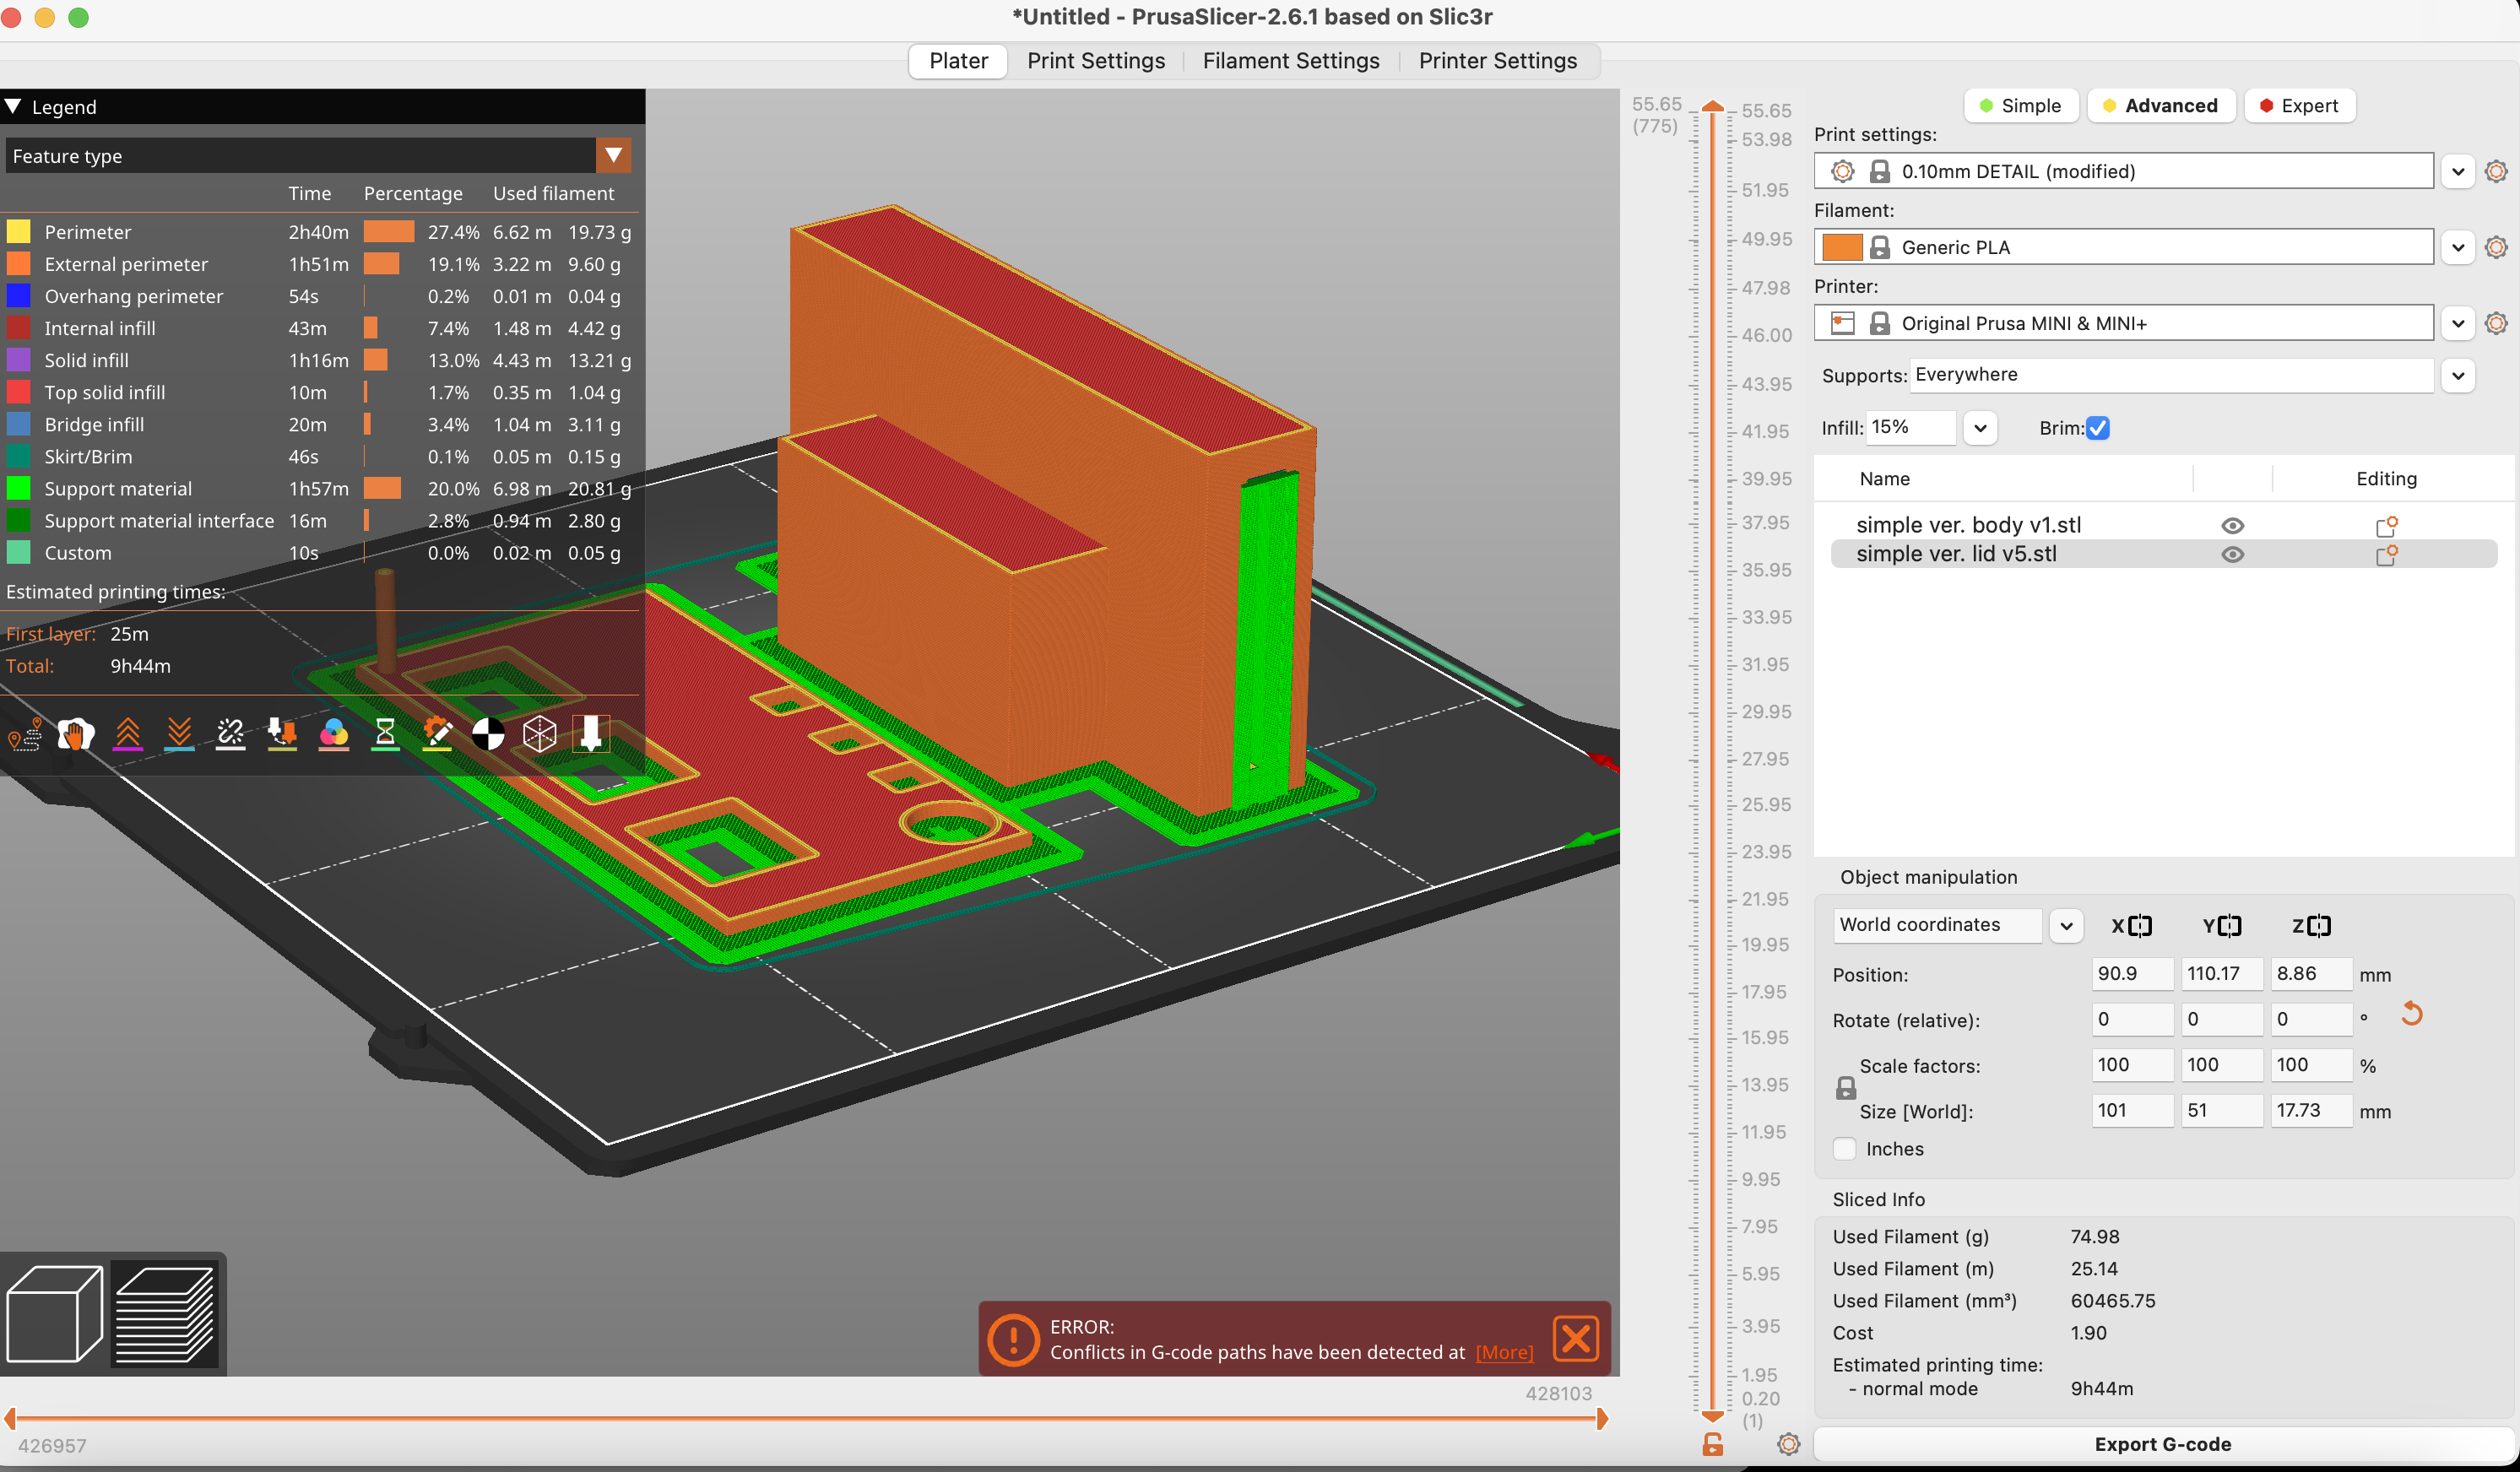 *Untitled - PrusaSlicer-2.6.1 based on Slic3r
Plater Print Settings Filament Settings Printer Settings
Legend
Feature type
Time Percentage Used filament
Perimeter 2h40m 27.4% 6.62 m 19.73 g
External perimeter 1h51m 19.1% 3.22 m 9.60 g
Overhang perimeter 54s 0.2% 0.01 m 0.04 g
Internal infill 43m 7.4% 1.48 m 4.42 g
Solid infill 1h16m 13.0% 4.43 m 13.21 g
Top solid infill 10m 1.7% 0.35 m 1.04 g
Bridge infill 20m 3.4% 1.04 m 3.11 g
Skirt/Brim 46s 0.1% 0.05 m 0.15 g
Support material 1h57m 20.0% 6.98 m 20.81 g
Support material interface 16m 2.8% 0.94 m 2.80 g
Custom 10s 0.0% 0.02 m 0.05 g
Estimated printing times:
First layer: 25m
Total: 9h44m
ERROR:
Conflicts in G-code paths have been detected at [More]
428103
426957
55.65
(775)
55.65
53.98
51.95
49.95
47.98
46.00
43.95
41.95
39.95
37.95
35.95
33.95
31.95
29.95
27.95
25.95
23.95
21.95
19.95
17.95
15.95
13.95
11.95
9.95
7.95
5.95
3.95
1.95
0.20
(1)
Simple Advanced Expert
Print settings:
0.10mm DETAIL (modified)
Filament:
Generic PLA
Printer:
Original Prusa MINI & MINI+
Supports: Everywhere
Infill: 15% Brim:
Name Editing
simple ver. body v1.stl
simple ver. lid v5.stl
Object manipulation
World coordinates X Y Z
Position: 90.9 110.17 8.86 mm
Rotate (relative): 0 0 0 °
Scale factors: 100 100 100 %
Size [World]: 101 51 17.73 mm
Inches
Sliced Info
Used Filament (g) 74.98
Used Filament (m) 25.14
Used Filament (mm³) 60465.75
Cost 1.90
Estimated printing time:
- normal mode 9h44m
Export G-code